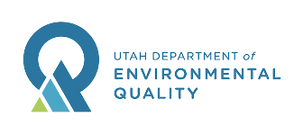 UTAH DEPARTMENT of
ENVIRONMENTAL
QUALITY